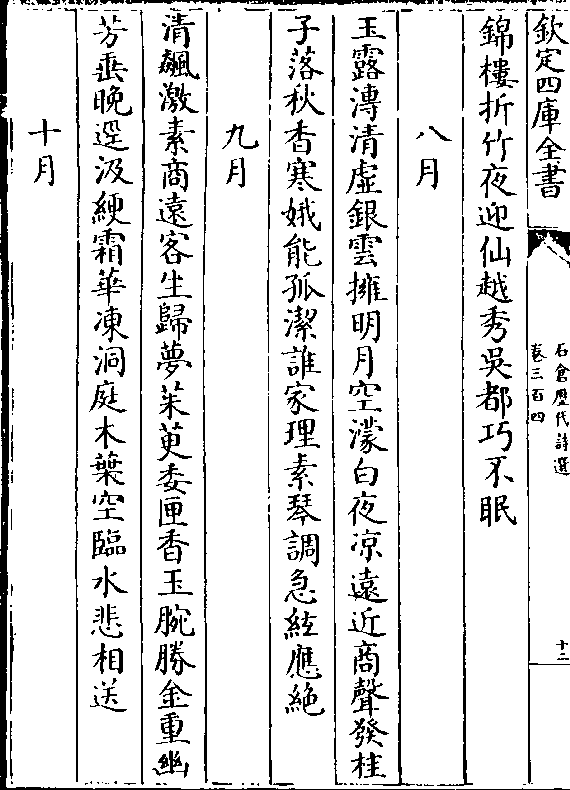 欽定四庫全書
石倉歷代詩選
卷三百四
十二
錦樓折竹夜迎仙越秀吳都巧不眠
八月
玉露漙清虛銀雲擁明月空濛白夜凉遠近商聲發桂
子落秋香寒娥能孤潔誰家理素琴調急絃應絶
九月
清飈激素商遠客生歸夢茱萸委匣香玉腕勝金重幽
芳垂晚逕汲綆霜華凍洞庭木葉空臨水悲相送
十月